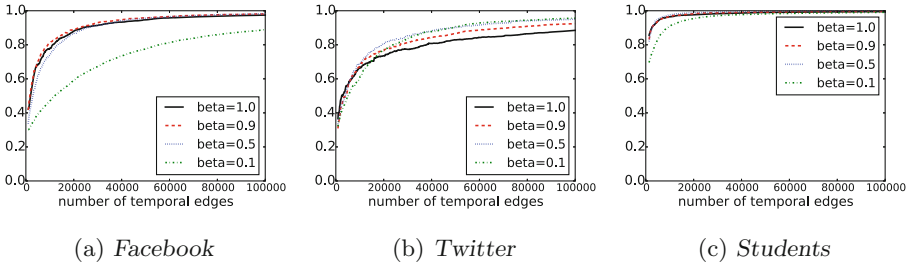 1.0
0.8
0.6
0.4
0.2
0.0
beta=1.0
beta=0.9
beta=0.5
beta=0.1
0 20000 40000 60000 80000 100000
number of temporal edges
(a) Facebook
1.0
0.8
0.6
0.4
0.2
0.0
beta=1.0
beta=0.9
beta=0.5
beta=0.1
0 20000 40000 60000 80000 100000
number of temporal edges
(b) Twitter
1.0
0.8
0.6
0.4
0.2
0.0
beta=1.0
beta=0.9
beta=0.5
beta=0.1
0 20000 40000 60000 80000 100000
number of temporal edges
(c) Students